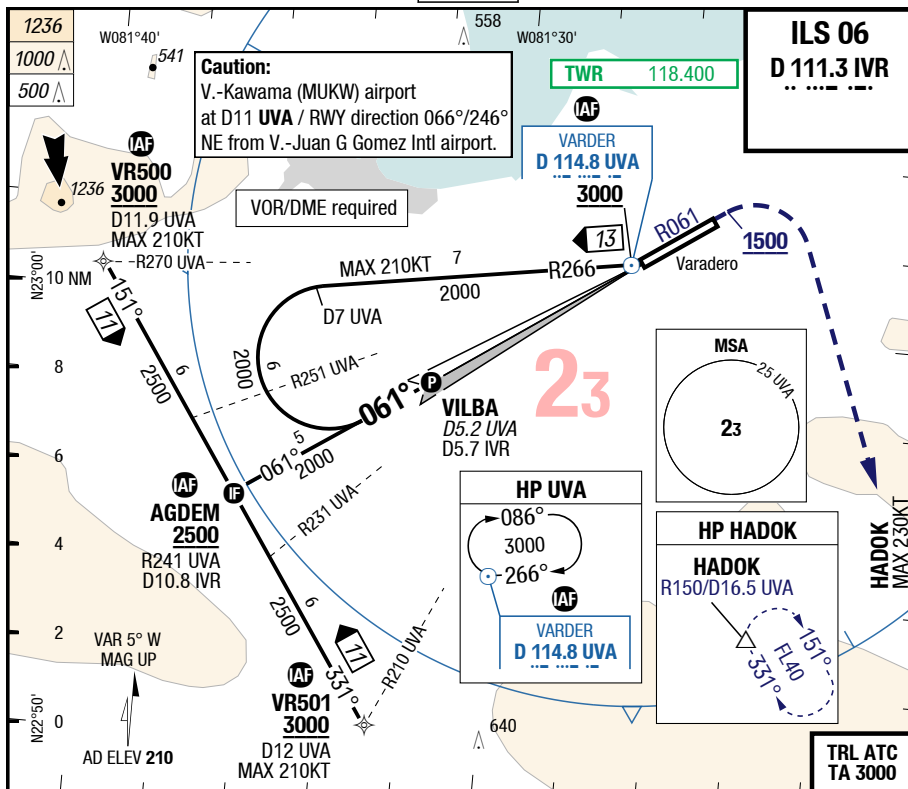 1236
1000
500
W081°40'
541
558
W081°30'
ILS 06
D 111.3 IVR
Caution:
V.-Kawama (MUKW) airport
at D11 UVA / RWY direction 066°/246°
NE from V.-Juan G Gomez Intl airport.
TWR 118.400
IAF
VARDER
D 114.8 UVA
3000
IAF
VR500
3000
D11.9 UVA
MAX 210KT
1236
VOR/DME required
R270 UVA
N23°00'
10 NM
151°
11
13
R061
1500
Varadero
MAX 210KT
7
R266
2000
D7 UVA
8
6
2500
2000
6
R251 UVA
061°
P
VILBA
D5.2 UVA
D5.7 IVR
23
MSA
25 UVA
23
6
5
061°
2000
R231 UVA
IAF
IF
AGDEM
2500
R241 UVA
D10.8 IVR
4
HP UVA
086°
3000
266°
IAF
VARDER
D 114.8 UVA
HP HADOK
HADOK
R150/D16.5 UVA
151°
FL40
331°
HADOK
MAX 230KT
2
6
2500
11
331°
R210 UVA
VAR 5° W
MAG UP
N22°50'
0
AD ELEV 210
IAF
VR501
3000
D12 UVA
MAX 210KT
640
TRL ATC
TA 3000